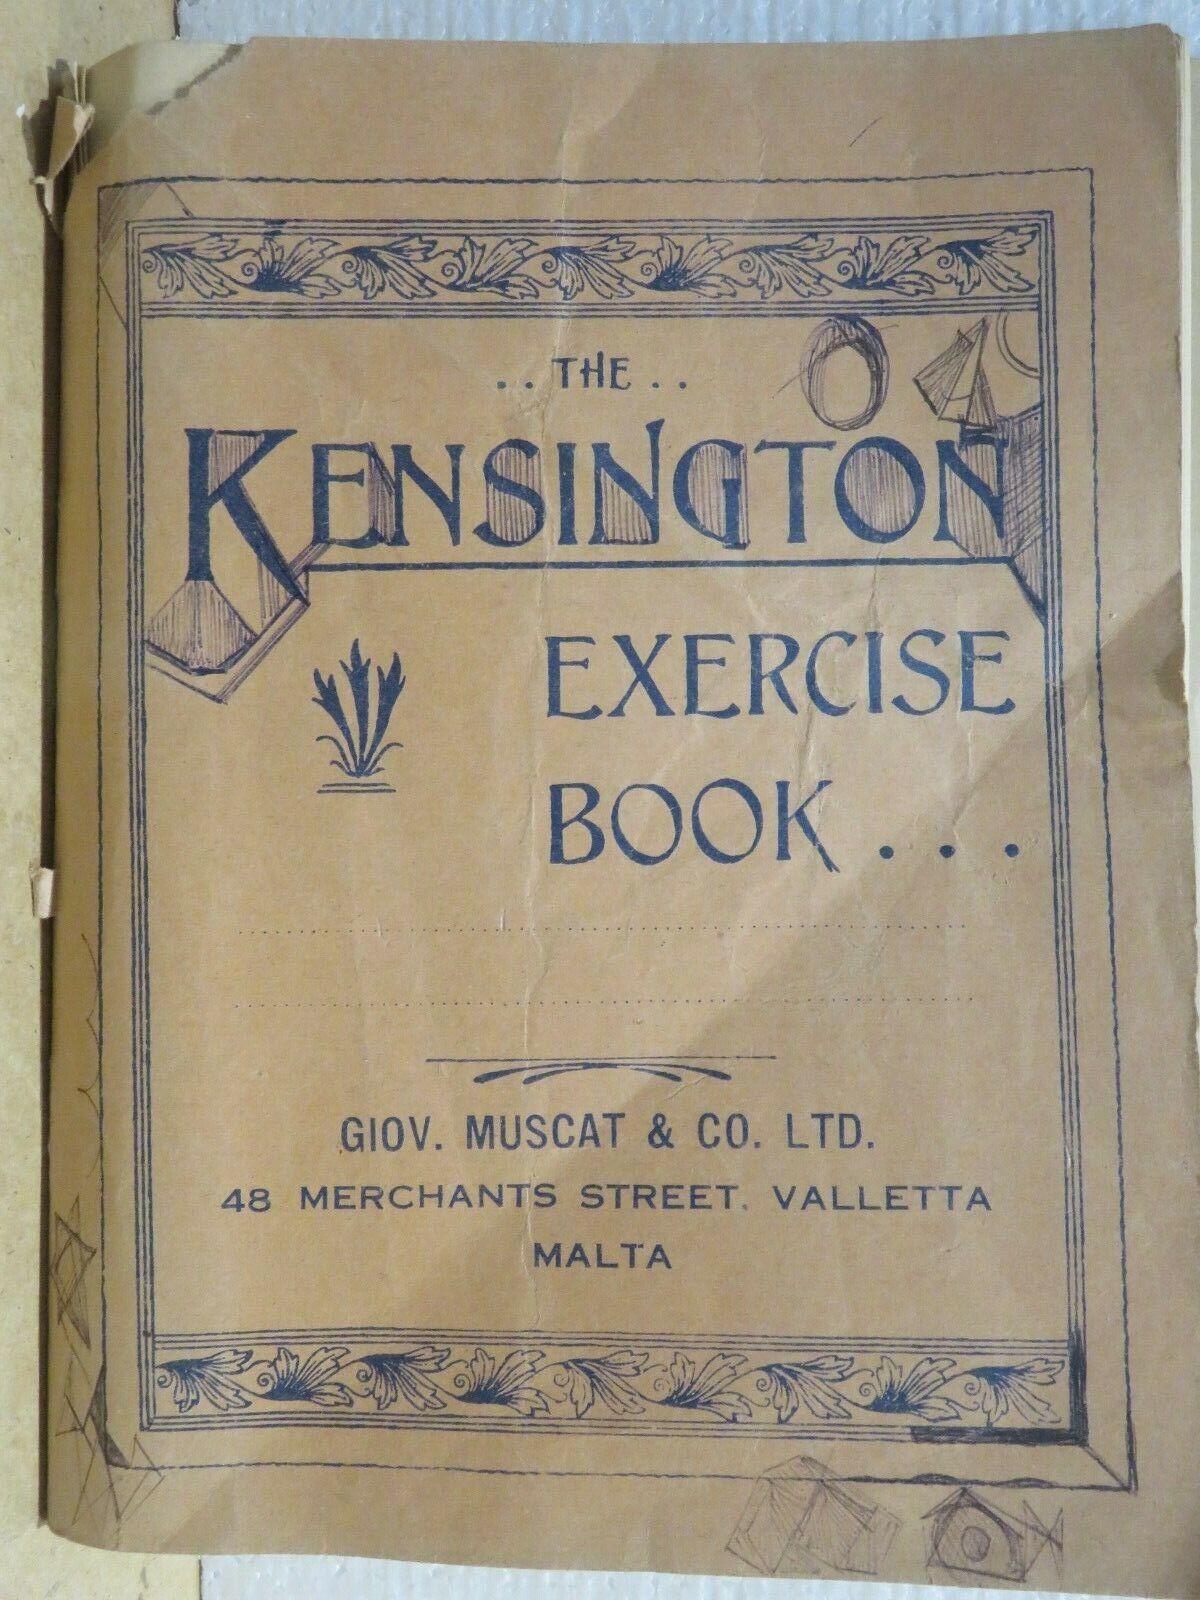 .. THE ..
KENSINGTON
EXERCISE
BOOK...
GIOV. MUSCAT & CO. LTD.
48 MERCHANTS STREET, VALLETTA
MALTA